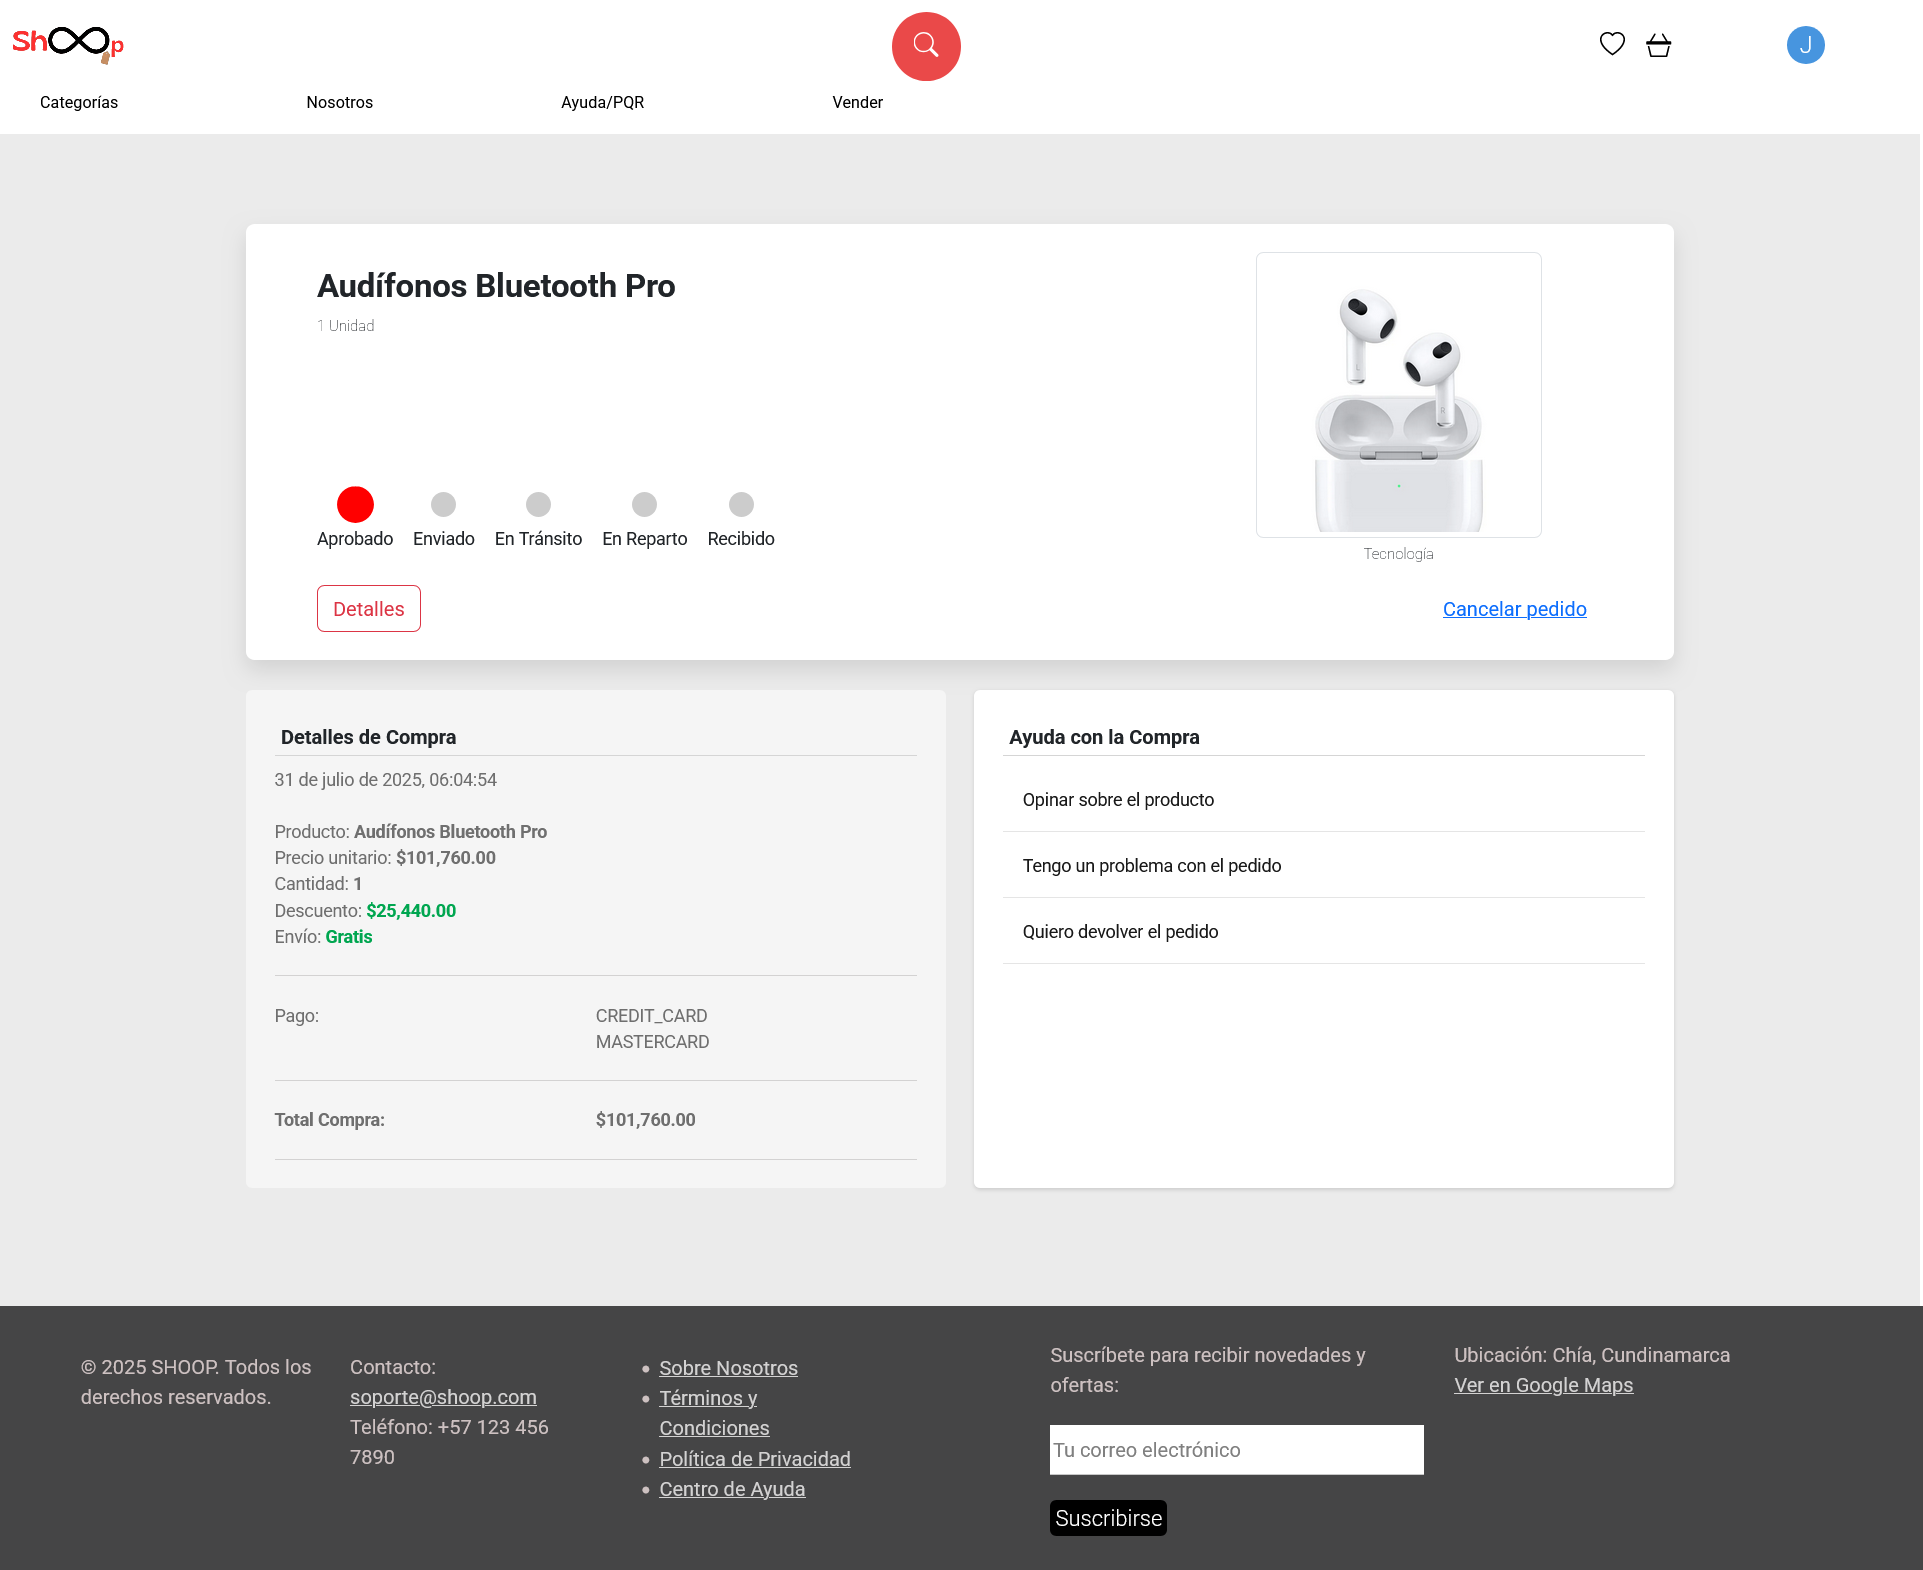 Shoop
Categorías
Nosotros
Ayuda/PQR
Vender
J
Audífonos Bluetooth Pro
1 Unidad
Aprobado
Enviado
En Tránsito
En Reparto
Recibido
Tecnología
Detalles
Cancelar pedido
Detalles de Compra
31 de julio de 2025, 06:04:54
Producto: Audífonos Bluetooth Pro
Precio unitario: $101,760.00
Cantidad: 1
Descuento: $25,440.00
Envío: Gratis
Pago:
CREDIT_CARD
MASTERCARD
Total Compra:
$101,760.00
Ayuda con la Compra
Opinar sobre el producto
Tengo un problema con el pedido
Quiero devolver el pedido
© 2025 SHOOP. Todos los
derechos reservados.
Contacto:
soporte@shoop.com
Teléfono: +57 123 456
7890
Sobre Nosotros
Términos y
Condiciones
Política de Privacidad
Centro de Ayuda
Suscríbete para recibir novedades y
ofertas:
Tu correo electrónico
Suscribirse
Ubicación: Chía, Cundinamarca
Ver en Google Maps